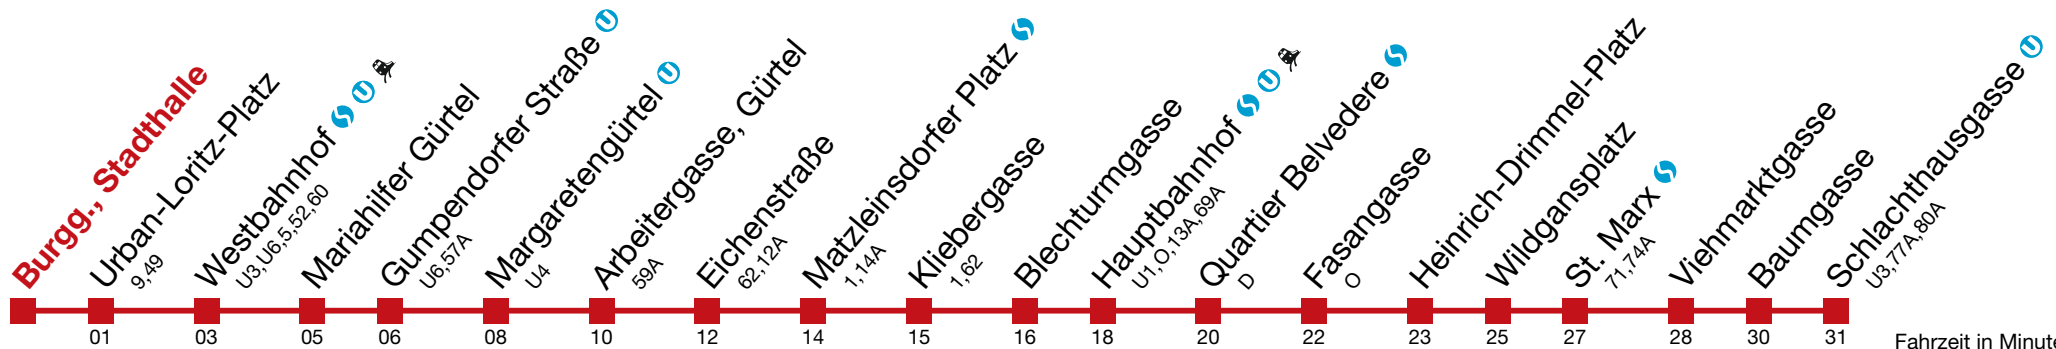 Burgg., Stadthalle
Urban-Loritz-Platz
9,49
Westbahnhof
U3,U6,5,52,60
Mariahilfer Gürtel
Gumpendorfer Straße
U6,57A
Margaretengürtel
U4
Arbeitergasse, Gürtel
59A
Eichenstraße
62,12A
Matzleinsdorfer Platz
1,14A
Kliebergasse
1,62
Blechturmgasse
Hauptbahnhof
U1,O,13A,69A
Quartier Belvedere
D
Fasangasse
O
Heinrich-Drimmel-Platz
Wildgansplatz
St. Marx
71,74A
Viehmarktgasse
Baumgasse
Schlachthausgasse
U3,77A,80A
01 03 05 06 08 10 12 14 15 16 18 20 22 23 25 27 28 30 31
Fahrzeit in Minute